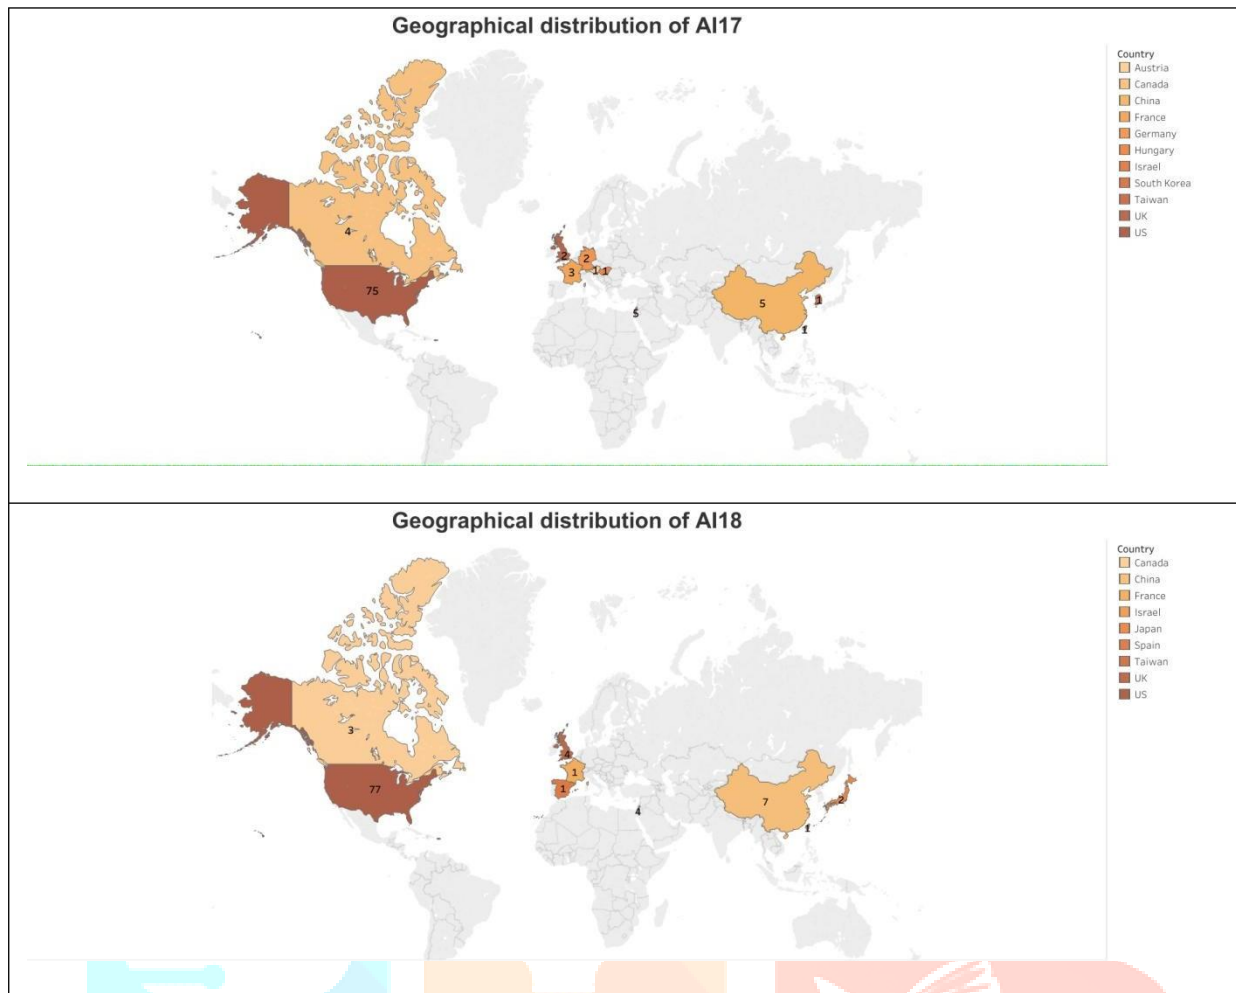 Geographical distribution of AI17
Country
Austria
Canada
China
France
Germany
Hungary
Israel
South Korea
Taiwan
UK
US
4
75
2
2
3
1
1
5
5
1
1
Geographical distribution of AI18
Country
Canada
China
France
Israel
Japan
Spain
Taiwan
UK
US
3
77
4
1
1
4
7
2
1